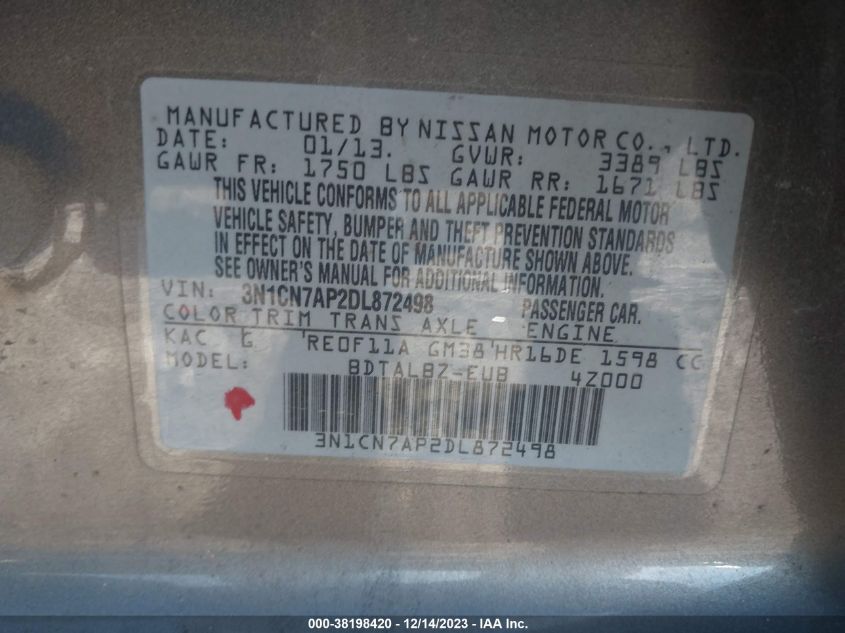 MANUFACTURED BY NISSAN MOTOR CO., LTD.
DATE: 01/13. GVWR: 3389 LBS
GAWR FR: 1750 LBS GAWR RR: 1671 LBS
THIS VEHICLE CONFORMS TO ALL APPLICABLE FEDERAL MOTOR
VEHICLE SAFETY, BUMPER AND THEFT PREVENTION STANDARDS
IN EFFECT ON THE DATE OF MANUFACTURE SHOWN ABOVE.
SEE OWNER'S MANUAL FOR ADDITIONAL INFORMATION
VIN: 3N1CN7AP2DL872498 PASSENGER CAR.
COLOR TRIM TRANS AXLE ENGINE
KAC G 'RE0F11A GM38'HR16DE 1598 CC
MODEL: BDTALBZ-EUB 4Z000
3N1CN7AP2DL872498
000-38198420 - 12/14/2023 - IAA Inc.